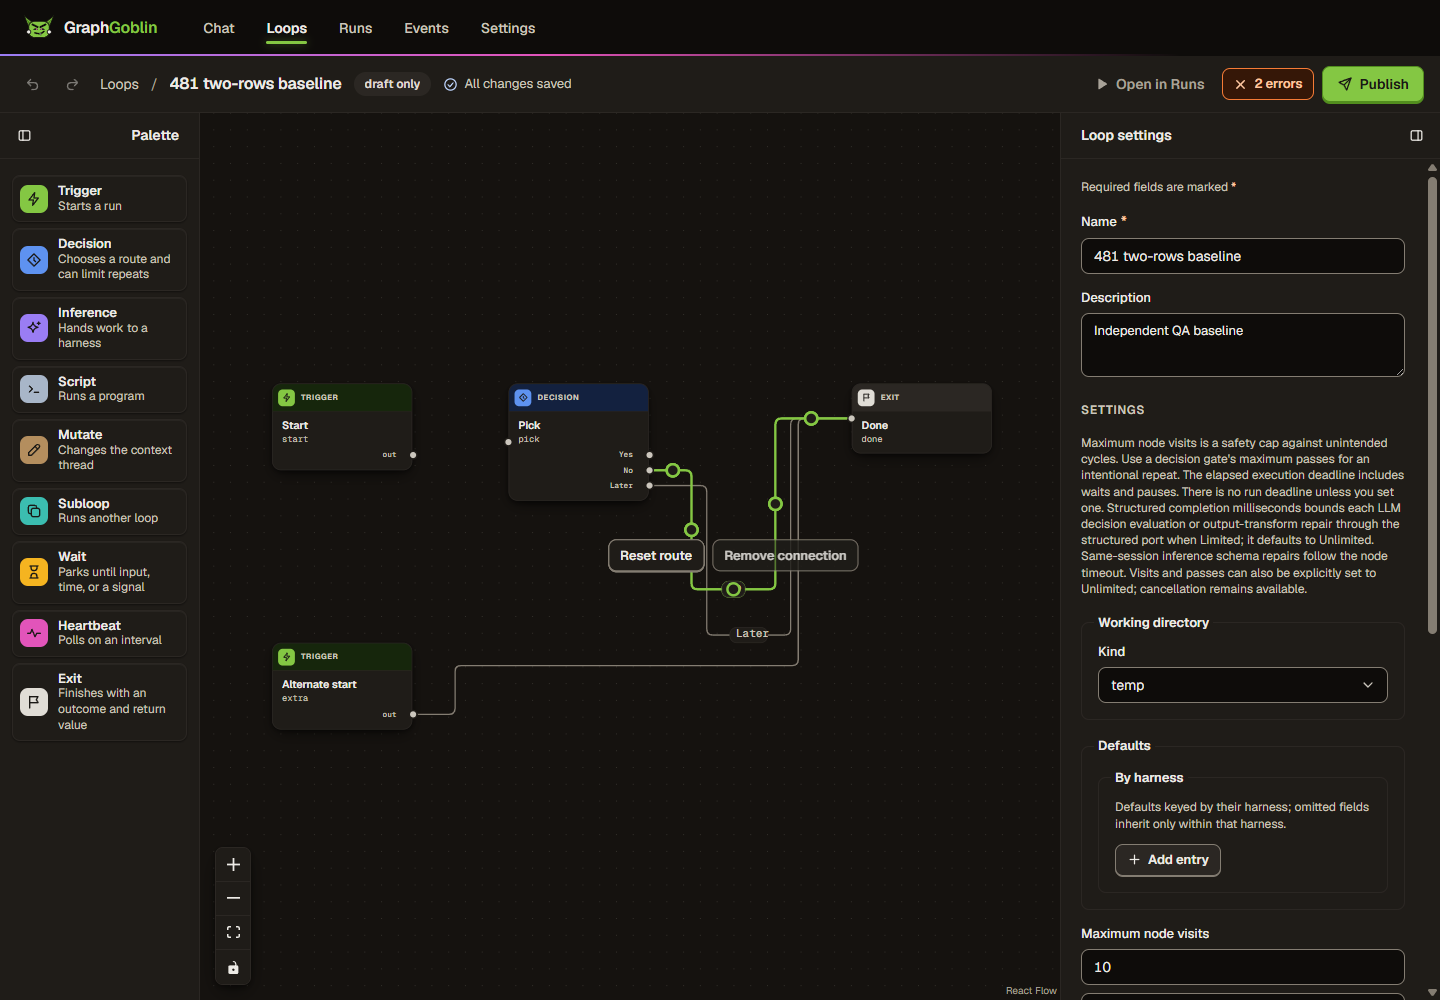 GraphGoblin
Chat
Loops
Runs
Events
Settings
Loops / 481 two-rows baseline
draft only
All changes saved
Open in Runs
2 errors
Publish
Palette
Trigger
Starts a run
Decision
Chooses a route and
can limit repeats
Inference
Hands work to a
harness
Script
Runs a program
Mutate
Changes the context
thread
Subloop
Runs another loop
Wait
Parks until input,
time, or a signal
Heartbeat
Polls on an interval
Exit
Finishes with an
outcome and return
value
TRIGGER
Start
start
out
DECISION
Pick
pick
Yes
No
Later
EXIT
Done
done
Reset route
Remove connection
Later
TRIGGER
Alternate start
extra
out
React Flow
Loop settings
Required fields are marked *
Name *
481 two-rows baseline
Description
Independent QA baseline
SETTINGS
Maximum node visits is a safety cap against unintended
cycles. Use a decision gate's maximum passes for an
intentional repeat. The elapsed execution deadline includes
waits and pauses. There is no run deadline unless you set
one. Structured completion milliseconds bounds each LLM
decision evaluation or output-transform repair through the
structured port when Limited; it defaults to Unlimited.
Same-session inference schema repairs follow the node
timeout. Visits and passes can also be explicitly set to
Unlimited; cancellation remains available.
Working directory
Kind
temp
Defaults
By harness
Defaults keyed by their harness; omitted fields
inherit only within that harness.
Add entry
Maximum node visits
10